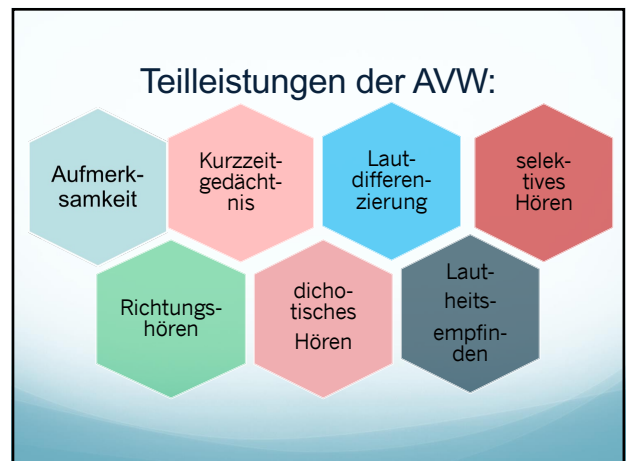 Teilleistungen der AVW:
Aufmerk-
samkeit
Kurzzeit-
gedächt-
nis
Laut-
differen-
zierung
selek-
tives
Hören
Richtungs-
hören
dicho-
tisches
Hören
Laut-
heits-
empfin-
den